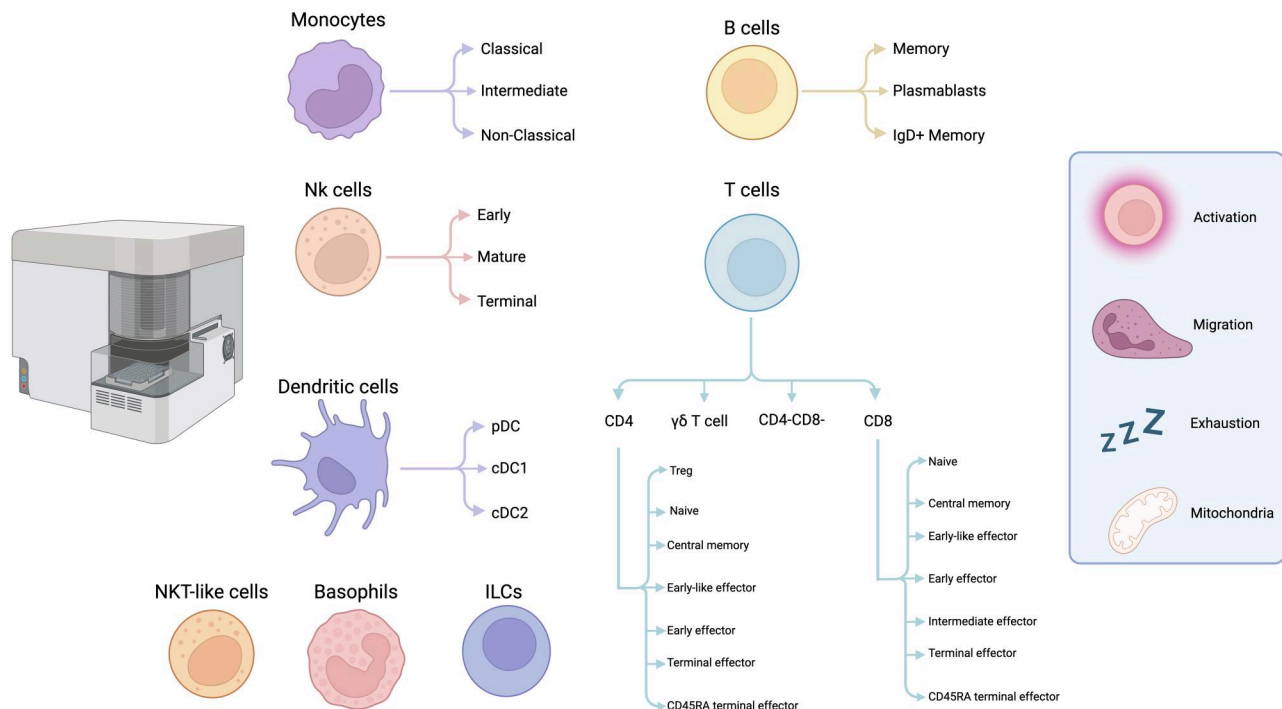 Monocytes
Classical
Intermediate
Non-Classical
B cells
Memory
Plasmablasts
IgD+ Memory
Nk cells
Early
Mature
Terminal
T cells
Dendritic cells
pDC
cDC1
cDC2
CD4
γδ T cell
CD4-CD8-
CD8
Treg
Naive
Central memory
Early-like effector
Early effector
Terminal effector
CD45RA terminal effector
Naive
Central memory
Early-like effector
Early effector
Intermediate effector
Terminal effector
CD45RA terminal effector
NKT-like cells
Basophils
ILCs
Activation
Migration
zzZ
Exhaustion
Mitochondria